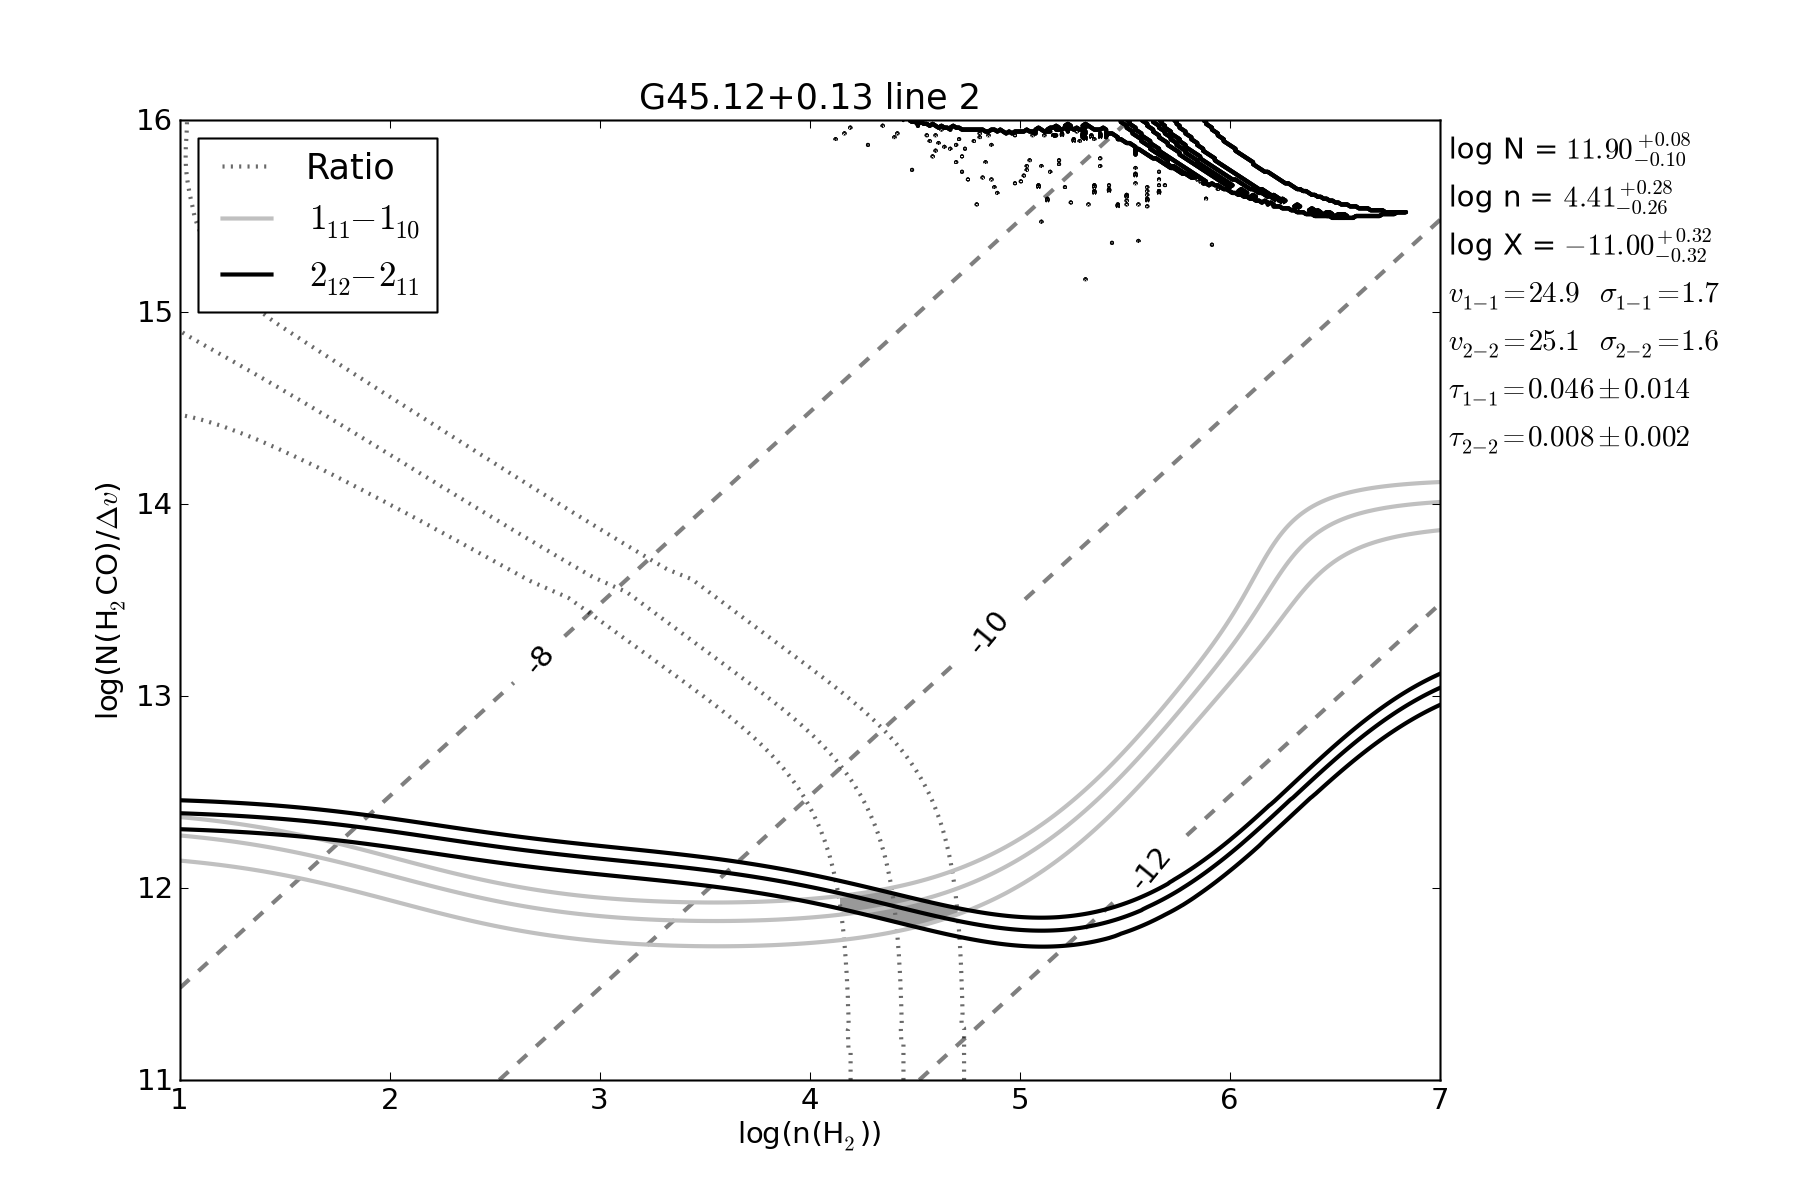 G45.12+0.13 line 2
16
15
14
13
12
11
log(N(H₂CO)/Δv)
Ratio
1₁₁−1₁₀
2₁₂−2₁₁
-8
-10
-12
1 2 3 4 5 6 7
log(n(H₂))
log N = 11.90 +0.08 −0.10
log n = 4.41 +0.28 −0.26
log X = −11.00 +0.32 −0.32
v₁₋₁=24.9 σ₁₋₁=1.7
v₂₋₂=25.1 σ₂₋₂=1.6
τ₁₋₁=0.046±0.014
τ₂₋₂=0.008±0.002